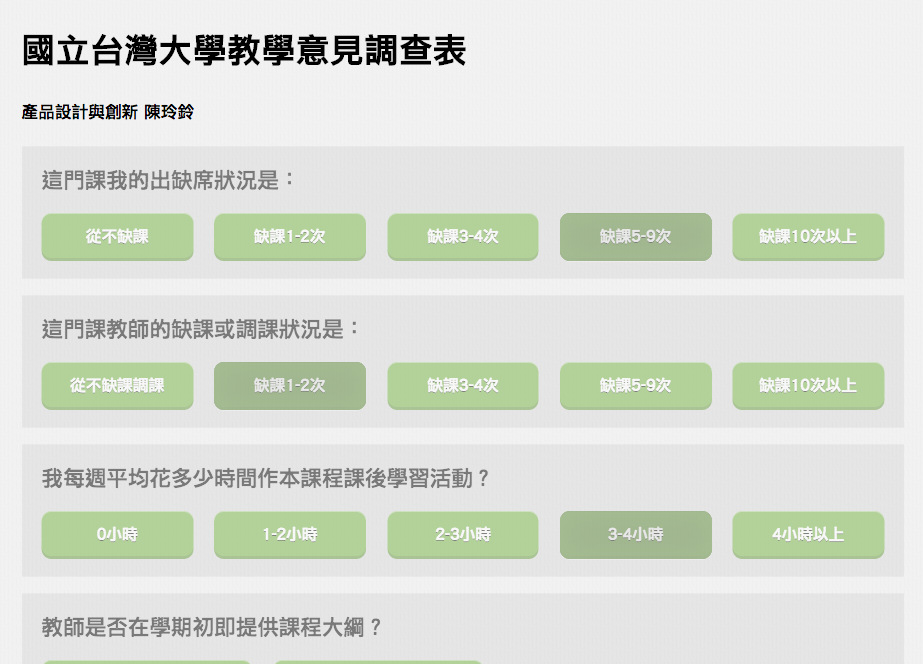 國立台灣大學教學意見調查表
產品設計與創新 陳玲鈴
這門課我的出缺席狀況是：
從不缺課 缺課1-2次 缺課3-4次 缺課5-9次 缺課10次以上
這門課教師的缺課或調課狀況是：
從不缺課調課 缺課1-2次 缺課3-4次 缺課5-9次 缺課10次以上
我每週平均花多少時間作本課程課後學習活動？
0小時 1-2小時 2-3小時 3-4小時 4小時以上
教師是否在學期初即提供課程大綱？